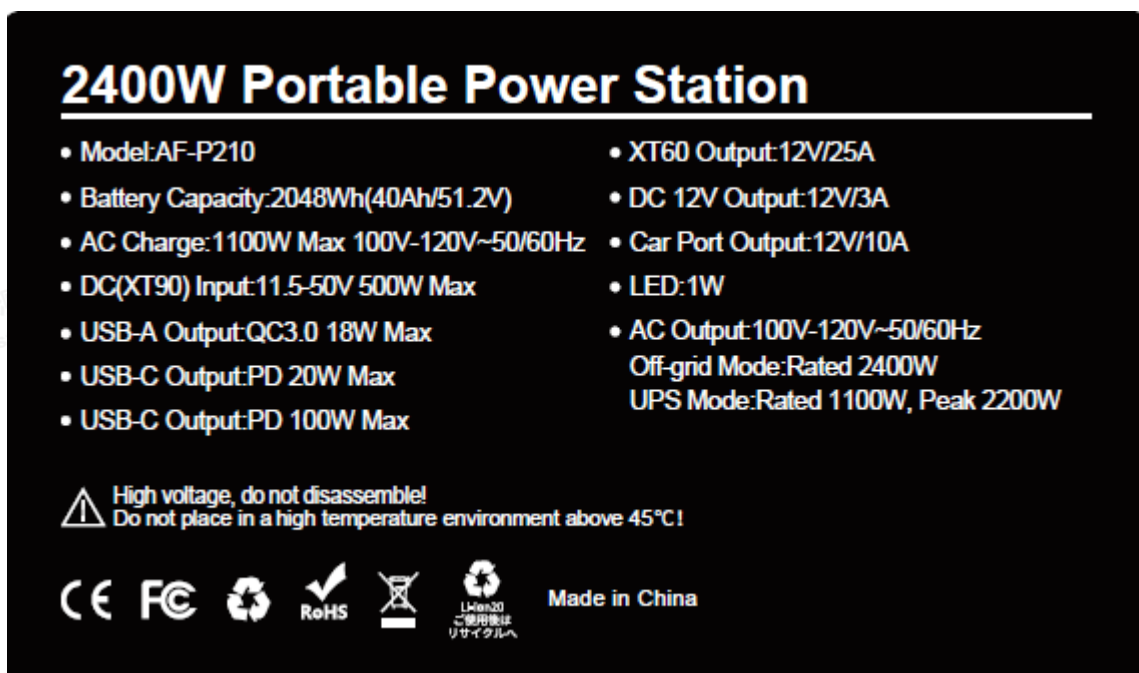 2400W Portable Power Station
• Model:AF-P210
• Battery Capacity:2048Wh(40Ah/51.2V)
• AC Charge:1100W Max 100V-120V~50/60Hz
• DC(XT90) Input:11.5-50V 500W Max
• USB-A Output:QC3.0 18W Max
• USB-C Output:PD 20W Max
• USB-C Output:PD 100W Max
• XT60 Output:12V/25A
• DC 12V Output:12V/3A
• Car Port Output:12V/10A
• LED:1W
• AC Output:100V-120V~50/60Hz
Off-grid Mode:Rated 2400W
UPS Mode:Rated 1100W, Peak 2200W
High voltage, do not disassemble!
Do not place in a high temperature environment above 45℃!
CE FC RoHS
Li-ion20
ご使用後は
リサイクルへ
Made in China